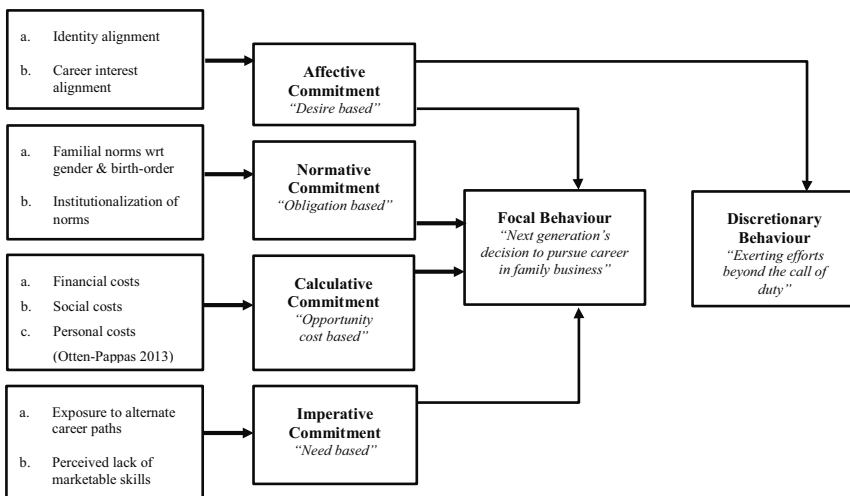 a. Identity alignment
b. Career interest
alignment
Affective
Commitment
“Desire based”
a. Familial norms wrt
gender & birth-order
b. Institutionalization of
norms
Normative
Commitment
“Obligation based”
a. Financial costs
b. Social costs
c. Personal costs
(Otten-Pappas 2013)
Calculative
Commitment
“Opportunity
cost based”
a. Exposure to alternate
career paths
b. Perceived lack of
marketable skills
Imperative
Commitment
“Need based”
Focal Behaviour
“Next generation’s
decision to pursue career
in family business”
Discretionary
Behaviour
“Exerting efforts
beyond the call of
duty”